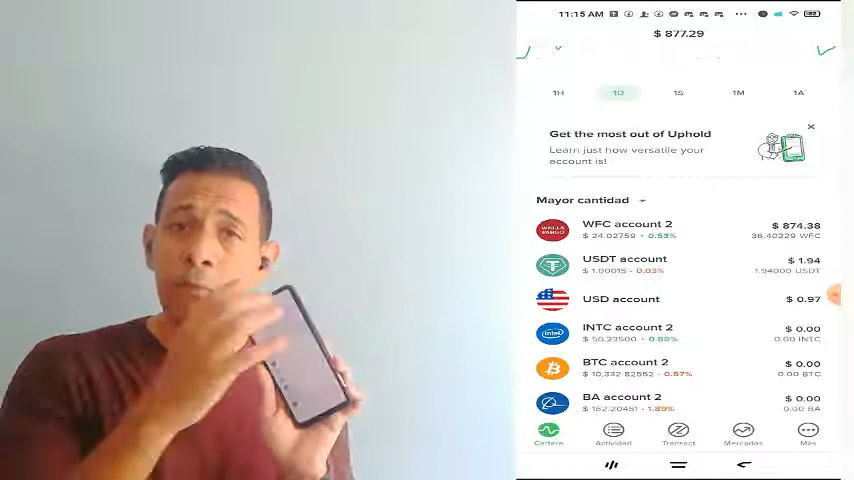 11:15 AM
$ 877.29
1H 1D 1S 1M 1A
Get the most out of Uphold
Learn just how versatile your
account is!
Mayor cantidad
WELLS
FARGO
WFC account 2 $ 874.38
$ 24.02759 • 0.53% 36.40229 WFC
USDT account $ 1.94
$ 1.00015 - 0.03% 1.94000 USDT
USD account $ 0.97
intel
INTC account 2 $ 0.00
$ 50.23500 • 0.89% 0.00 INTC
BTC account 2 $ 0.00
$ 10,332.82552 - 0.57% 0.00 BTC
BA account 2 $ 0.00
$ 162.20451 - 1.89% 0.00 BA
Cartera Actividad Transact Mercados Más